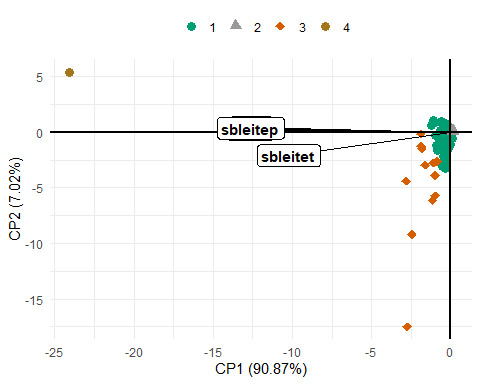 1 2 3 4
5
0
-5
-10
-15
sbleitep
sbleitet
-25 -20 -15 -10 -5 0
CP1 (90.87%)
CP2 (7.02%)